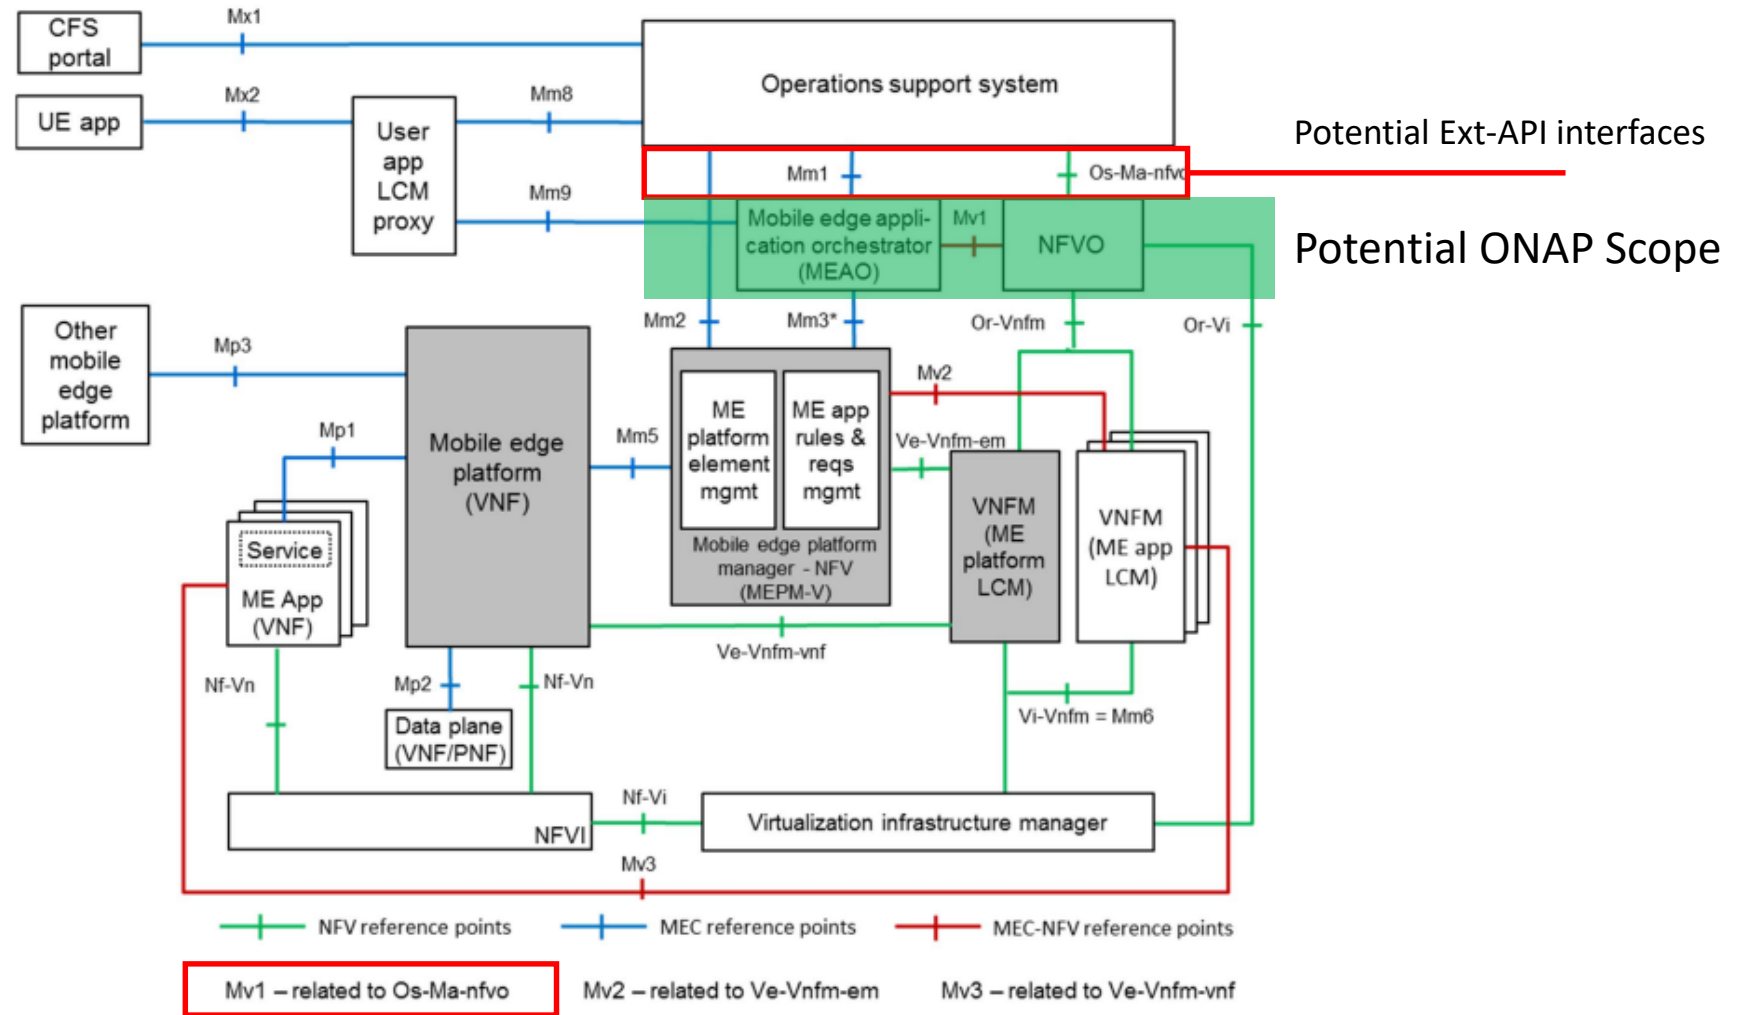 Mx1
CFS
portal
Operations support system
Mx2
Mm8
UE app
User
app
LCM
proxy
Potential Ext-API interfaces
Mm1
Os-Ma-nfvo
Mm9
Mobile edge appli-
cation orchestrator
(MEAO)
Mv1
NFVO
Potential ONAP Scope
Mm2
Mm3*
Or-Vnfm
Or-Vi
Other
mobile
edge
platform
Mp3
Mv2
Mobile edge
platform
(VNF)
Mp1
Mm5
ME
platform
element
mgmt
ME app
rules &
reqs
mgmt
Mobile edge platform
manager - NFV
(MEPM-V)
Ve-Vnfm-em
VNFM
(ME
platform
LCM)
VNFM
(ME app
LCM)
Service
ME App
(VNF)
Ve-Vnfm-vnf
Nf-Vn
Mp2
Nf-Vn
Vi-Vnfm = Mm6
Data plane
(VNF/PNF)
Nf-Vi
NFVI
Virtualization infrastructure manager
Mv3
NFV reference points
MEC reference points
MEC-NFV reference points
Mv1 – related to Os-Ma-nfvo
Mv2 – related to Ve-Vnfm-em
Mv3 – related to Ve-Vnfm-vnf